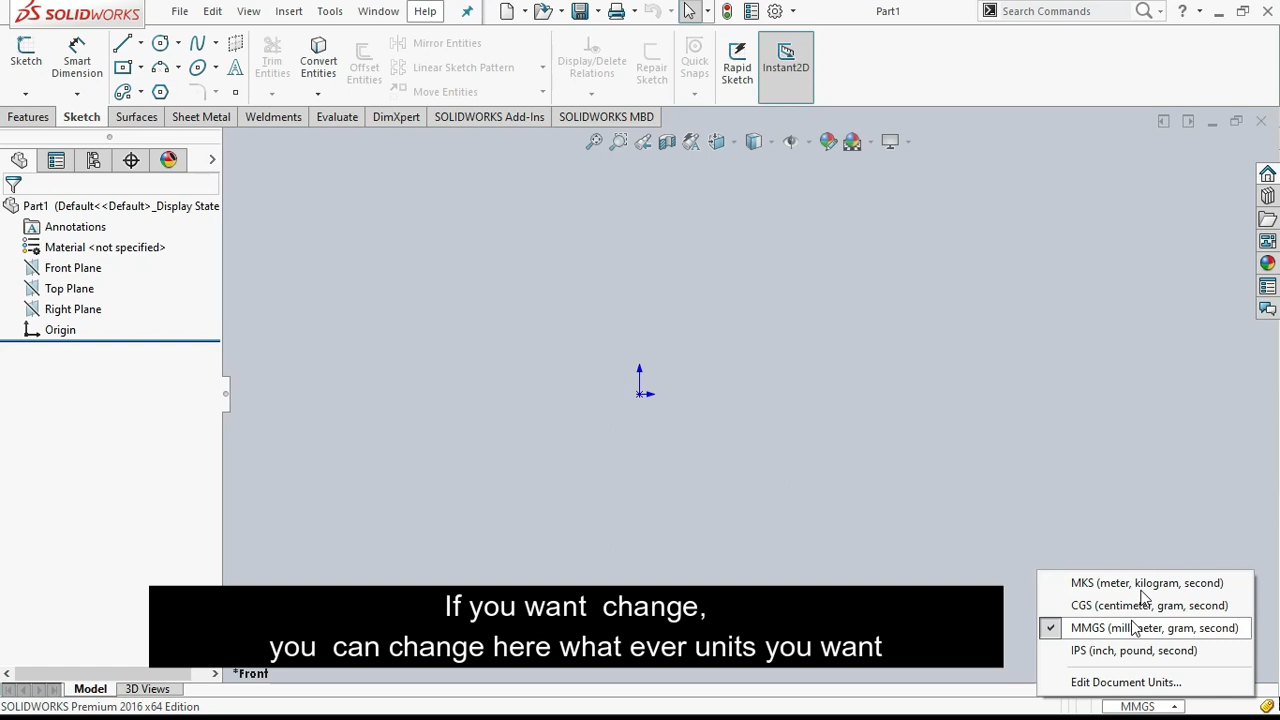 SOLIDWORKS File Edit View Insert Tools Window Help Part1 Search Commands
Sketch Smart Dimension Trim Entities Convert Entities Offset Entities Mirror Entities Linear Sketch Pattern Move Entities Display/Delete Relations Repair Sketch Quick Snaps Rapid Sketch Instant2D
Features Sketch Surfaces Sheet Metal Weldments Evaluate DimXpert SOLIDWORKS Add-Ins SOLIDWORKS MBD
Part1 (Default<<Default>_Display State
Annotations
Material <not specified>
Front Plane
Top Plane
Right Plane
Origin
MKS (meter, kilogram, second)
CGS (centimeter, gram, second)
MMGS (millimeter, gram, second)
IPS (inch, pound, second)
Edit Document Units...
If you want change,
you can change here what ever units you want
*Front
Model 3D Views
SOLIDWORKS Premium 2016 x64 Edition MMGS